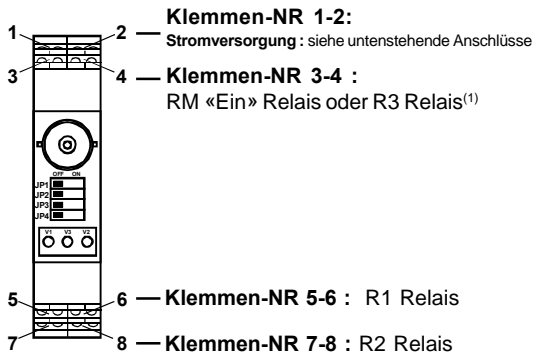 Klemmen-NR 1-2:
1 2
Stromversorgung : siehe untenstehende Anschlüsse
3 4
Klemmen-NR 3-4 :
RM «Ein» Relais oder R3 Relais(1)
OFF ON
JP1
JP2
JP3
JP4
V1 V3 V2
5 6
Klemmen-NR 5-6 : R1 Relais
7 8
Klemmen-NR 7-8 : R2 Relais